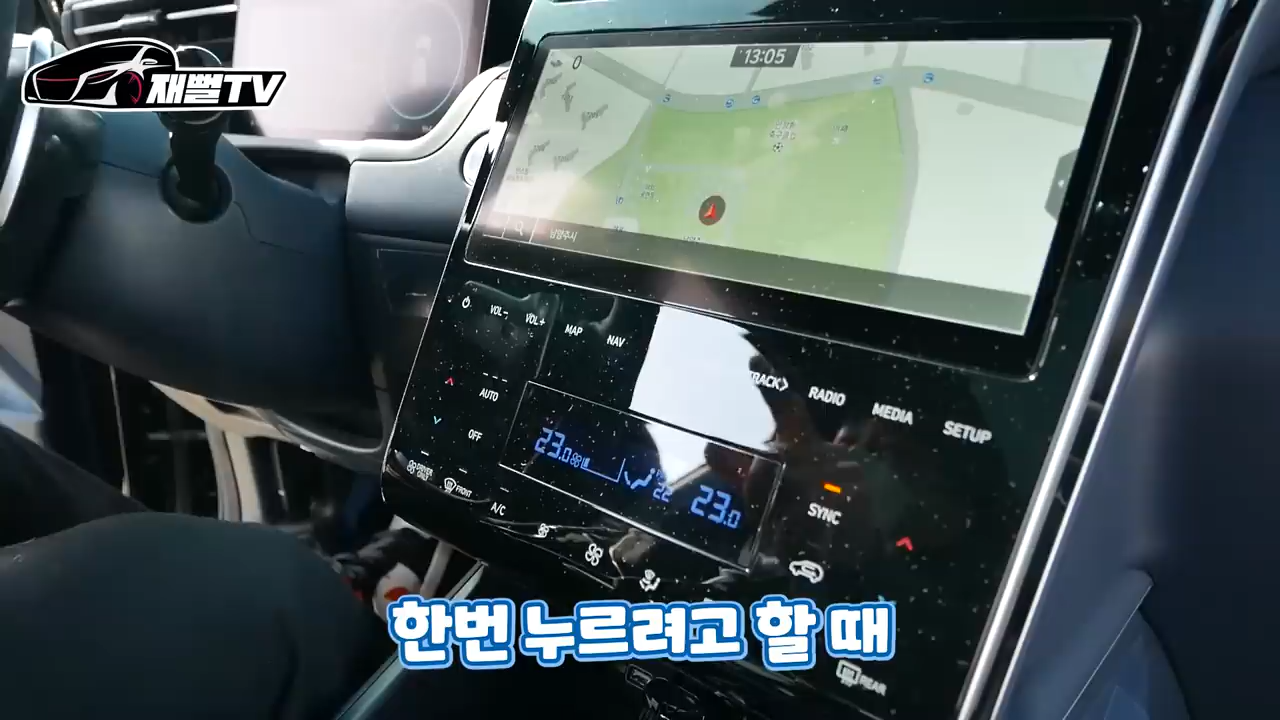 재뻘TV
13:05
VOL-
VOL+
MAP
NAV
TRACK>
RADIO
MEDIA
SETUP
AUTO
OFF
23.0
22
23.0
SYNC
DRIVER ONLY
FRONT
A/C
한번 누르려고 할 때
REAR